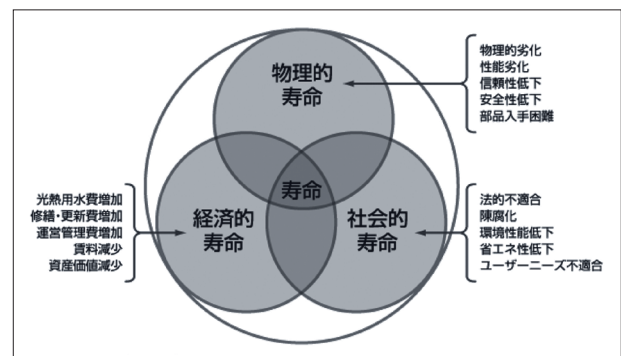 物理的
寿命
物理的劣化
性能劣化
信頼性低下
安全性低下
部品入手困難
寿命
光熱用水費増加
修繕・更新費増加
運営管理費増加
賃料減少
資産価値減少
経済的
寿命
社会的
寿命
法的不適合
陳腐化
環境性能低下
省エネ性低下
ユーザーニーズ不適合